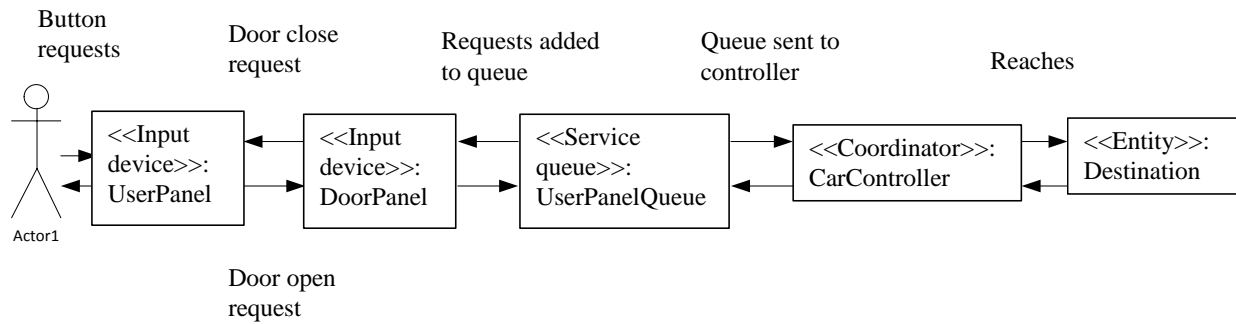 Button
requests
Door close
request
Requests added
to queue
Queue sent to
controller
Reaches
<<Input
device>>:
UserPanel
<<Input
device>>:
DoorPanel
<<Service
queue>>:
UserPanelQueue
<<Coordinator>>:
CarController
<<Entity>>:
Destination
Actor1
Door open
request